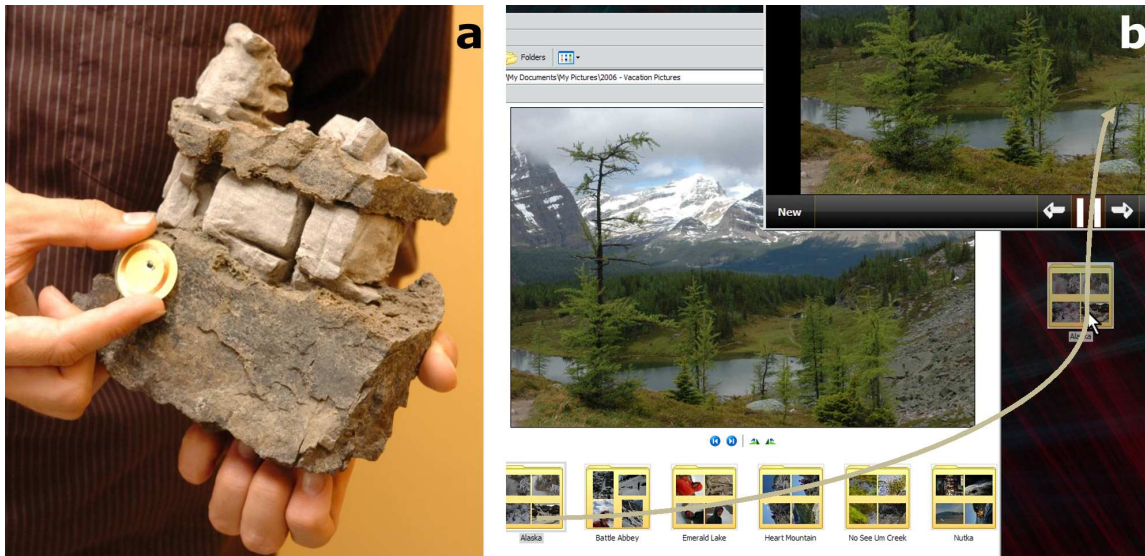 a
b
Folders
\My Documents\My Pictures\2006 - Vacation Pictures
New
Alaska
Alaska
Battle Abbey
Emerald Lake
Heart Mountain
No See Um Creek
Nutka